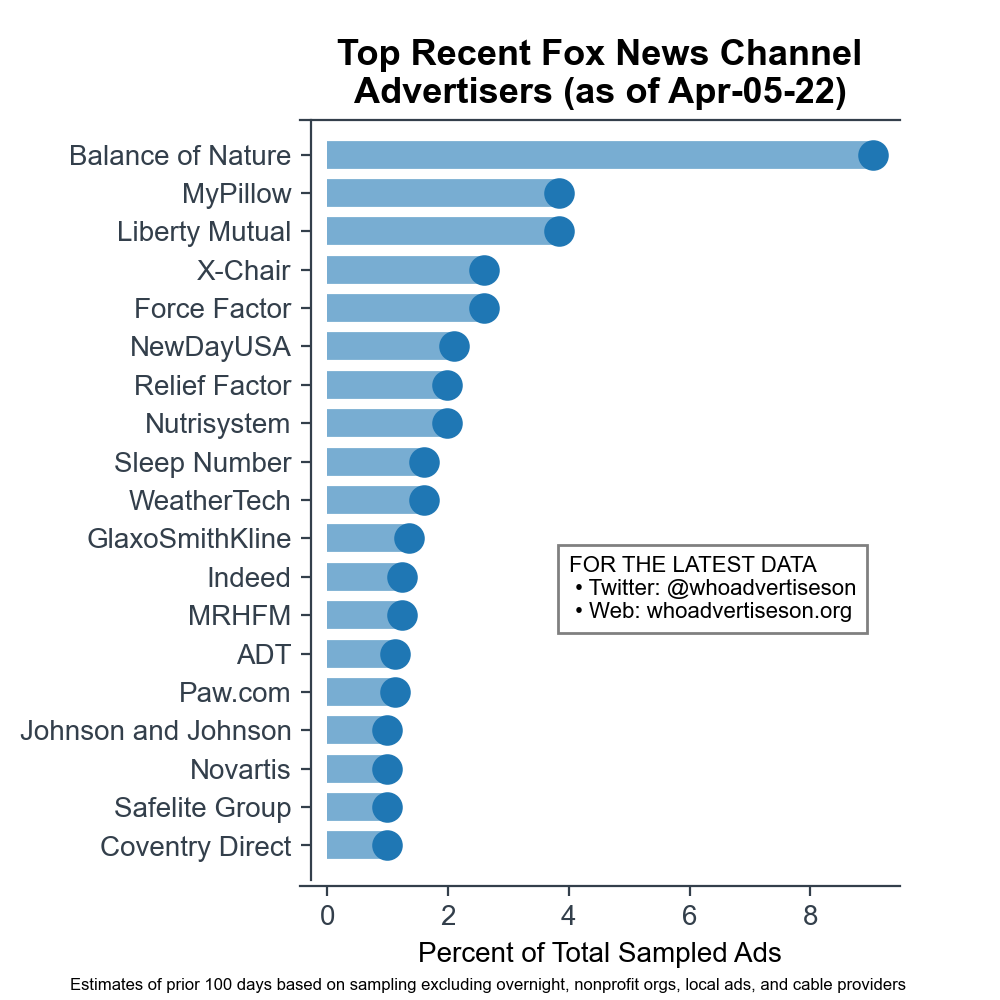 Top Recent Fox News Channel
Advertisers (as of Apr-05-22)
Balance of Nature
MyPillow
Liberty Mutual
X-Chair
Force Factor
NewDayUSA
Relief Factor
Nutrisystem
Sleep Number
WeatherTech
GlaxoSmithKline
Indeed
MRHFM
ADT
Paw.com
Johnson and Johnson
Novartis
Safelite Group
Coventry Direct
FOR THE LATEST DATA
• Twitter: @whoadvertiseson
• Web: whoadvertiseson.org
0 2 4 6 8
Percent of Total Sampled Ads
Estimates of prior 100 days based on sampling excluding overnight, nonprofit orgs, local ads, and cable providers